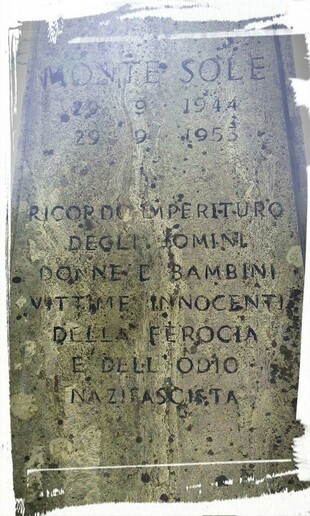 MONTE SOLE
29 9 1944
29 9 1955
RICORDO IMPERITURO
DEGLI UOMINI
DONNE E BAMBINI
VITTIME INNOCENTI
DELLA FEROCIA
E DELL ODIO
NAZIFASCISTA